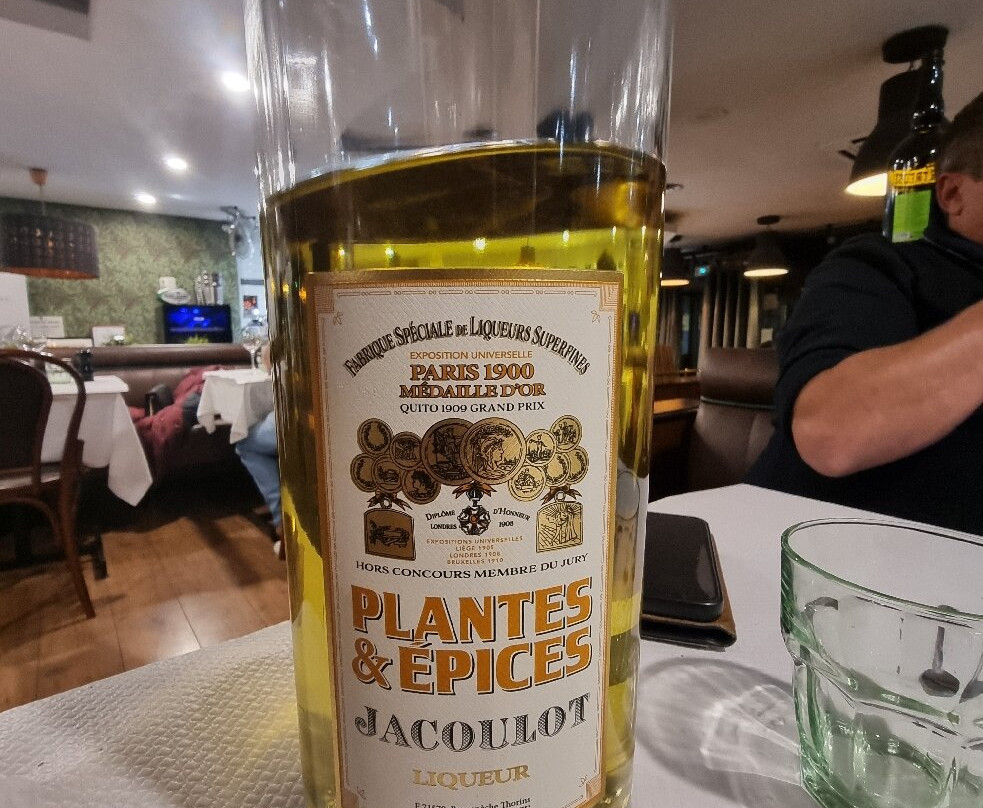 FABRIQUE SPÉCIALE DE LIQUEURS SUPERFINES
EXPOSITION UNIVERSELLE
PARIS 1900
MÉDAILLE D'OR
QUITO 1909 GRAND PRIX
DIPLÔME D'HONNEUR
LONDRES 1908
EXPOSITIONS UNIVERSELLES
LIÈGE 1905
LONDRES 1908
BRUXELLES 1910
HORS CONCOURS MEMBRE DU JURY
PLANTES
& ÉPICES
JACOULOT
LIQUEUR
Thorins